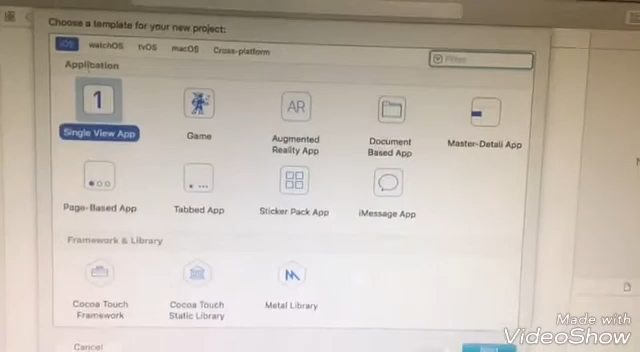 Choose a template for your new project:
iOS watchOS tvOS macOS Cross-platform
Filter
Application
1
AR
Single View App
Game
Augmented
Reality App
Document
Based App
Master-Detail App
Page-Based App
Tabbed App
Sticker Pack App
iMessage App
Framework & Library
Cocoa Touch
Framework
Cocoa Touch
Static Library
Metal Library
Cancel
Next
Made with
VideoShow